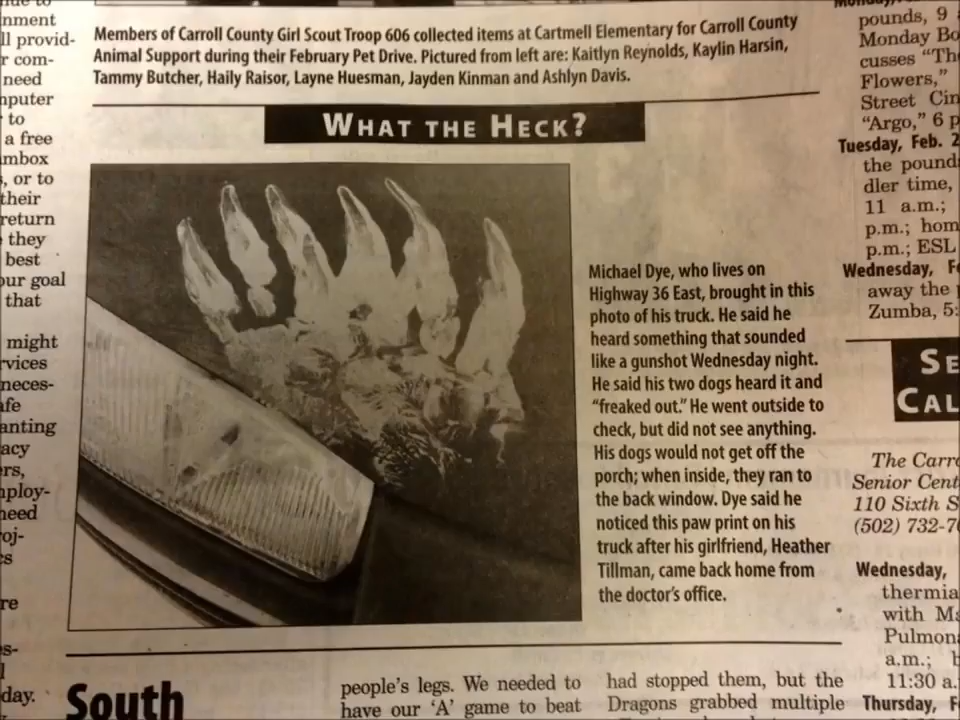 nment
ll provid-
r com-
need
nputer
to
a free
mbox
s, or to
their
return
they
best
our goal
that
might
rvices
neces-
afe
anting
acy
ers,
nploy-
need
roj-
cs
re
s-
l
day.
Members of Carroll County Girl Scout Troop 606 collected items at Cartmell Elementary for Carroll County
Animal Support during their February Pet Drive. Pictured from left are: Kaitlyn Reynolds, Kaylin Harsin,
Tammy Butcher, Haily Raisor, Layne Huesman, Jayden Kinman and Ashlyn Davis.
WHAT THE HECK?
Michael Dye, who lives on
Highway 36 East, brought in this
photo of his truck. He said he
heard something that sounded
like a gunshot Wednesday night.
He said his two dogs heard it and
“freaked out.” He went outside to
check, but did not see anything.
His dogs would not get off the
porch; when inside, they ran to
the back window. Dye said he
noticed this paw print on his
truck after his girlfriend, Heather
Tillman, came back home from
the doctor’s office.
South
people’s legs. We needed to
have our ‘A’ game to beat
had stopped them, but the
Dragons grabbed multiple
pounds, 9
Monday Bo
cusses “Th
Flowers,”
Street Cin
“Argo,” 6 p
Tuesday, Feb. 2
the pound
dler time,
11 a.m.;
p.m.; hom
p.m.; ESL
Wednesday, Fe
away the p
Zumba, 5:
SE
CAL
The Carro
Senior Cent
110 Sixth S
(502) 732-7
Wednesday,
thermia
with Ma
Pulmona
a.m.; b
11:30 a.
Thursday, F